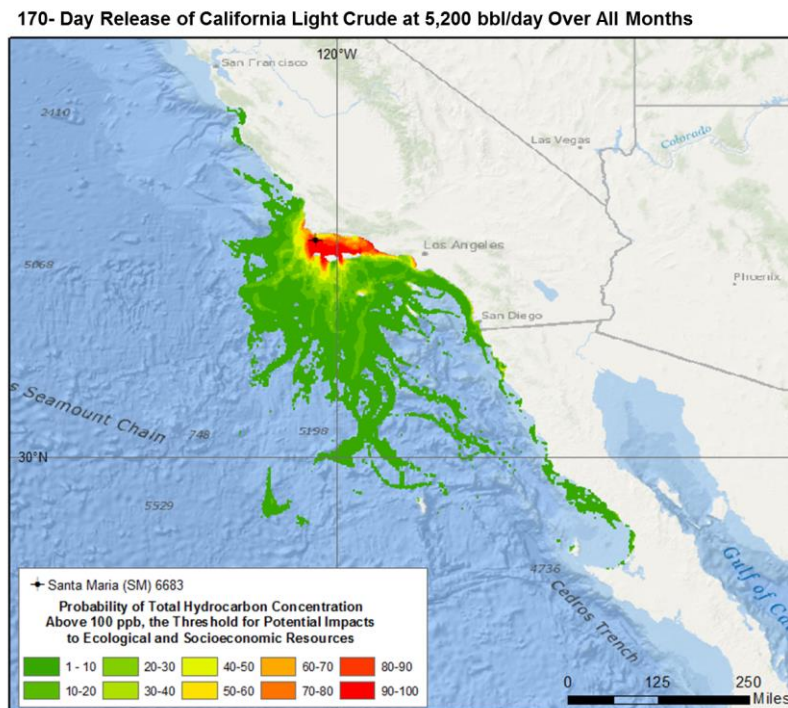 170- Day Release of California Light Crude at 5,200 bbl/day Over All Months
120°W
San Francisco
2410
Las Vegas
Colorado
5068
Los Angeles
Phoenix
San Diego
s Seamount Chain
748
5198
30°N
5529
4736
Cedros Trench
Gulf of Ca
Santa Maria (SM) 6683
Probability of Total Hydrocarbon Concentration
Above 100 ppb, the Threshold for Potential Impacts
to Ecological and Socioeconomic Resources
1 - 10 20-30 40-50 60-70 80-90
10-20 30-40 50-60 70-80 90-100
0 125 250
Miles